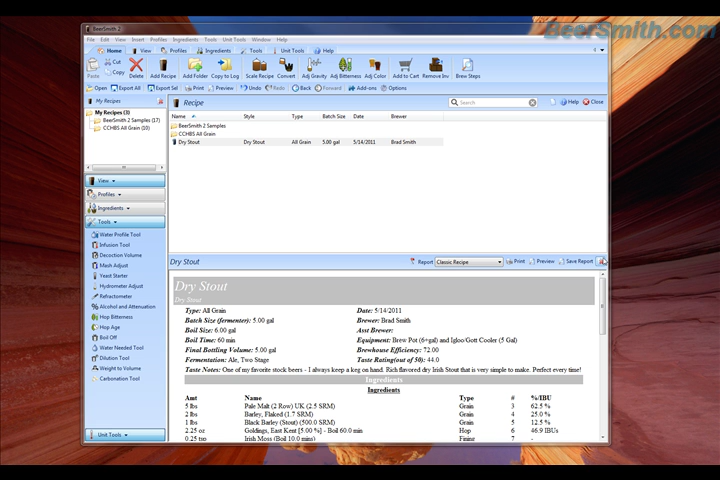 BeerSmith.com
BeerSmith 2
File Edit View Insert Profiles Ingredients Tools Unit Tools Window Help
Home View Profiles Ingredients Tools Unit Tools Help
Paste Cut Copy Delete Add Recipe Add Folder Copy to Log Scale Recipe Convert Adj Gravity Adj Bitterness Adj Color Add to Cart Remove Inv Brew Steps
Open Export All Export Sel Print Preview Undo Redo Back Forward Add-ons Options
My Recipes
Recipe
Search
Help Close
My Recipes (3)
BeerSmith 2 Samples (17)
CCHBS All Grain (10)
Name Style Type Batch Size Date Brewer
BeerSmith 2 Samples
CCHBS All Grain
Dry Stout Dry Stout All Grain 5.00 gal 5/14/2011 Brad Smith
View
Profiles
Ingredients
Tools
Water Profile Tool
Infusion Tool
Decoction Volume
Mash Adjust
Yeast Starter
Hydrometer Adjust
Refractometer
Alcohol and Attenuation
Hop Bitterness
Hop Age
Boil Off
Water Needed Tool
Dilution Tool
Weight to Volume
Carbonation Tool
Unit Tools
Dry Stout
Report Classic Recipe Print Preview Save Report
Dry Stout
Dry Stout
Type: All Grain Date: 5/14/2011
Batch Size (fermenter): 5.00 gal Brewer: Brad Smith
Boil Size: 6.00 gal Asst Brewer:
Boil Time: 60 min Equipment: Brew Pot (6+gal) and Igloo/Gott Cooler (5 Gal)
Final Bottling Volume: 5.00 gal Brewhouse Efficiency: 72.00
Fermentation: Ale, Two Stage Taste Rating(out of 50): 44.0
Taste Notes: One of my favorite stock beers - I always keep a keg on hand. Rich flavored dry Irish Stout that is very simple to make. Perfect every time!
Ingredients
Ingredients
Amt Name Type # %/IBU
5 lbs Pale Malt (2 Row) UK (2.5 SRM) Grain 3 62.5 %
2 lbs Barley, Flaked (1.7 SRM) Grain 4 25.0 %
1 lbs Black Barley (Stout) (500.0 SRM) Grain 5 12.5 %
2.25 oz Goldings, East Kent [5.00 %] - Boil 60.0 min Hop 6 46.9 IBUs
0.25 tsp Irish Moss (Boil 10.0 mins) Fining 7 -